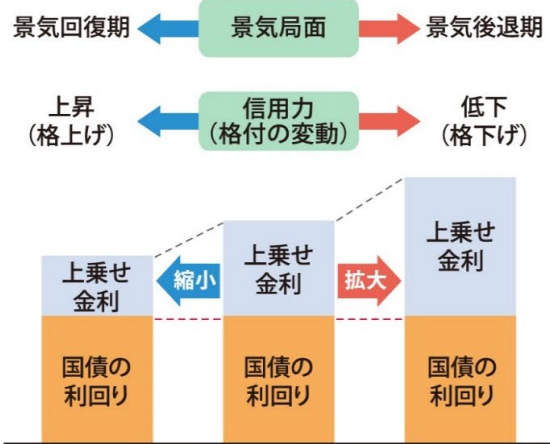 景気回復期 景気局面 景気後退期
上昇 信用力 低下
(格上げ) (格付の変動) (格下げ)
上乗せ
金利
縮小
上乗せ
金利
拡大
上乗せ
金利
国債の
利回り
国債の
利回り
国債の
利回り